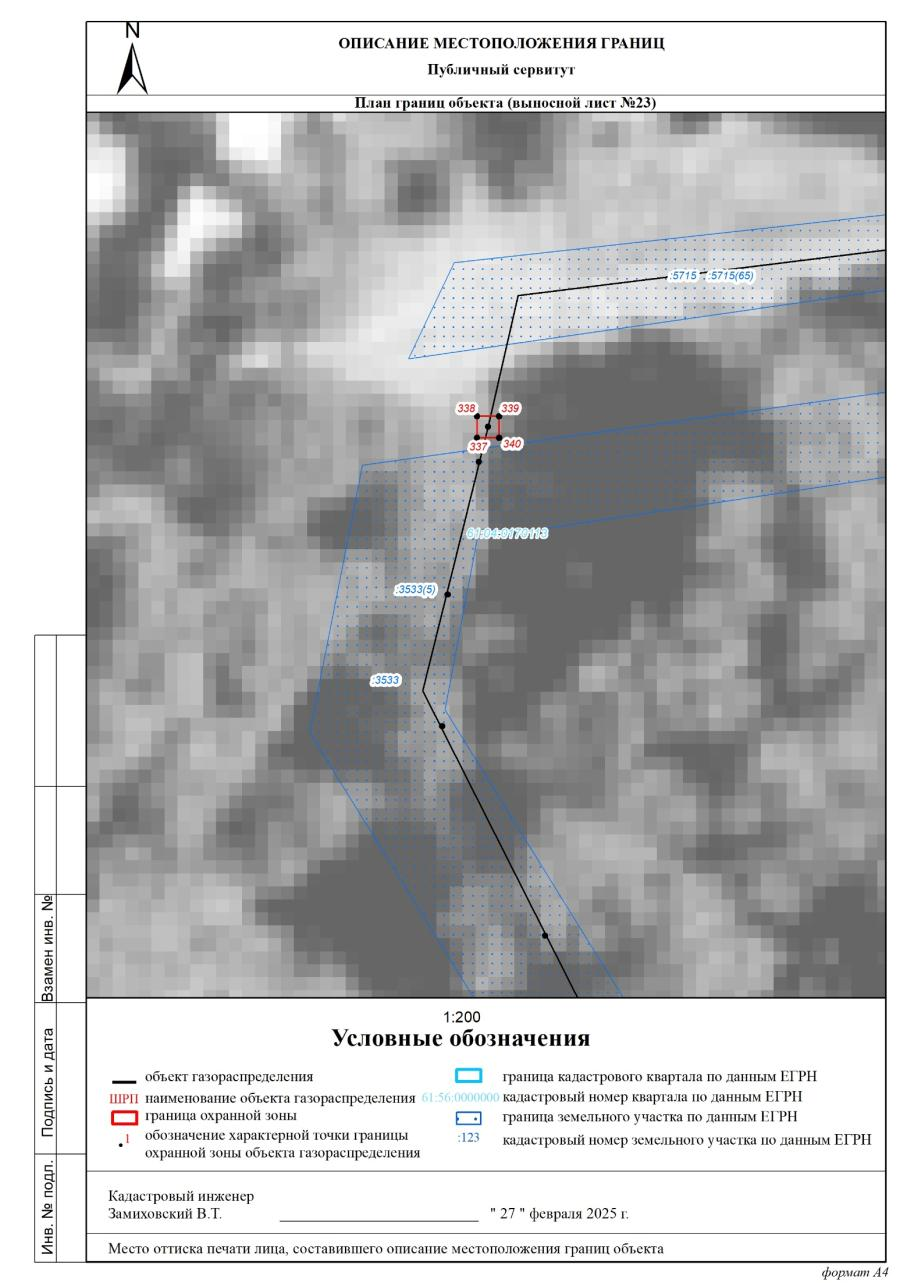 N
ОПИСАНИЕ МЕСТОПОЛОЖЕНИЯ ГРАНИЦ
Публичный сервитут
План границ объекта (выносной лист №23)
:5715 :5715(65)
338 339
337 340
61:04:0170113
:3533(5)
:3533
1:200
Условные обозначения
объект газораспределения
ШРП наименование объекта газораспределения
граница охранной зоны
1 обозначение характерной точки границы
охранной зоны объекта газораспределения
граница кадастрового квартала по данным ЕГРН
61:56:0000000 кадастровый номер квартала по данным ЕГРН
граница земельного участка по данным ЕГРН
:123 кадастровый номер земельного участка по данным ЕГРН
Кадастровый инженер
Замиховский В.Т. " 27 " февраля 2025 г.
Место оттиска печати лица, составившего описание местоположения границ объекта
Взамен инв. №
Подпись и дата
Инв. № подл.
формат А4